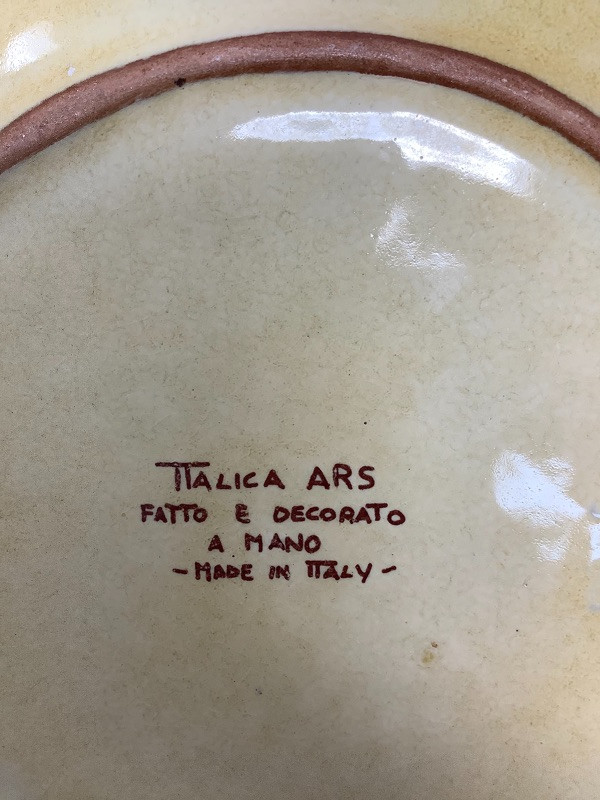 ITALICA ARS
FATTO E DECORATO
A MANO
- MADE IN ITALY -